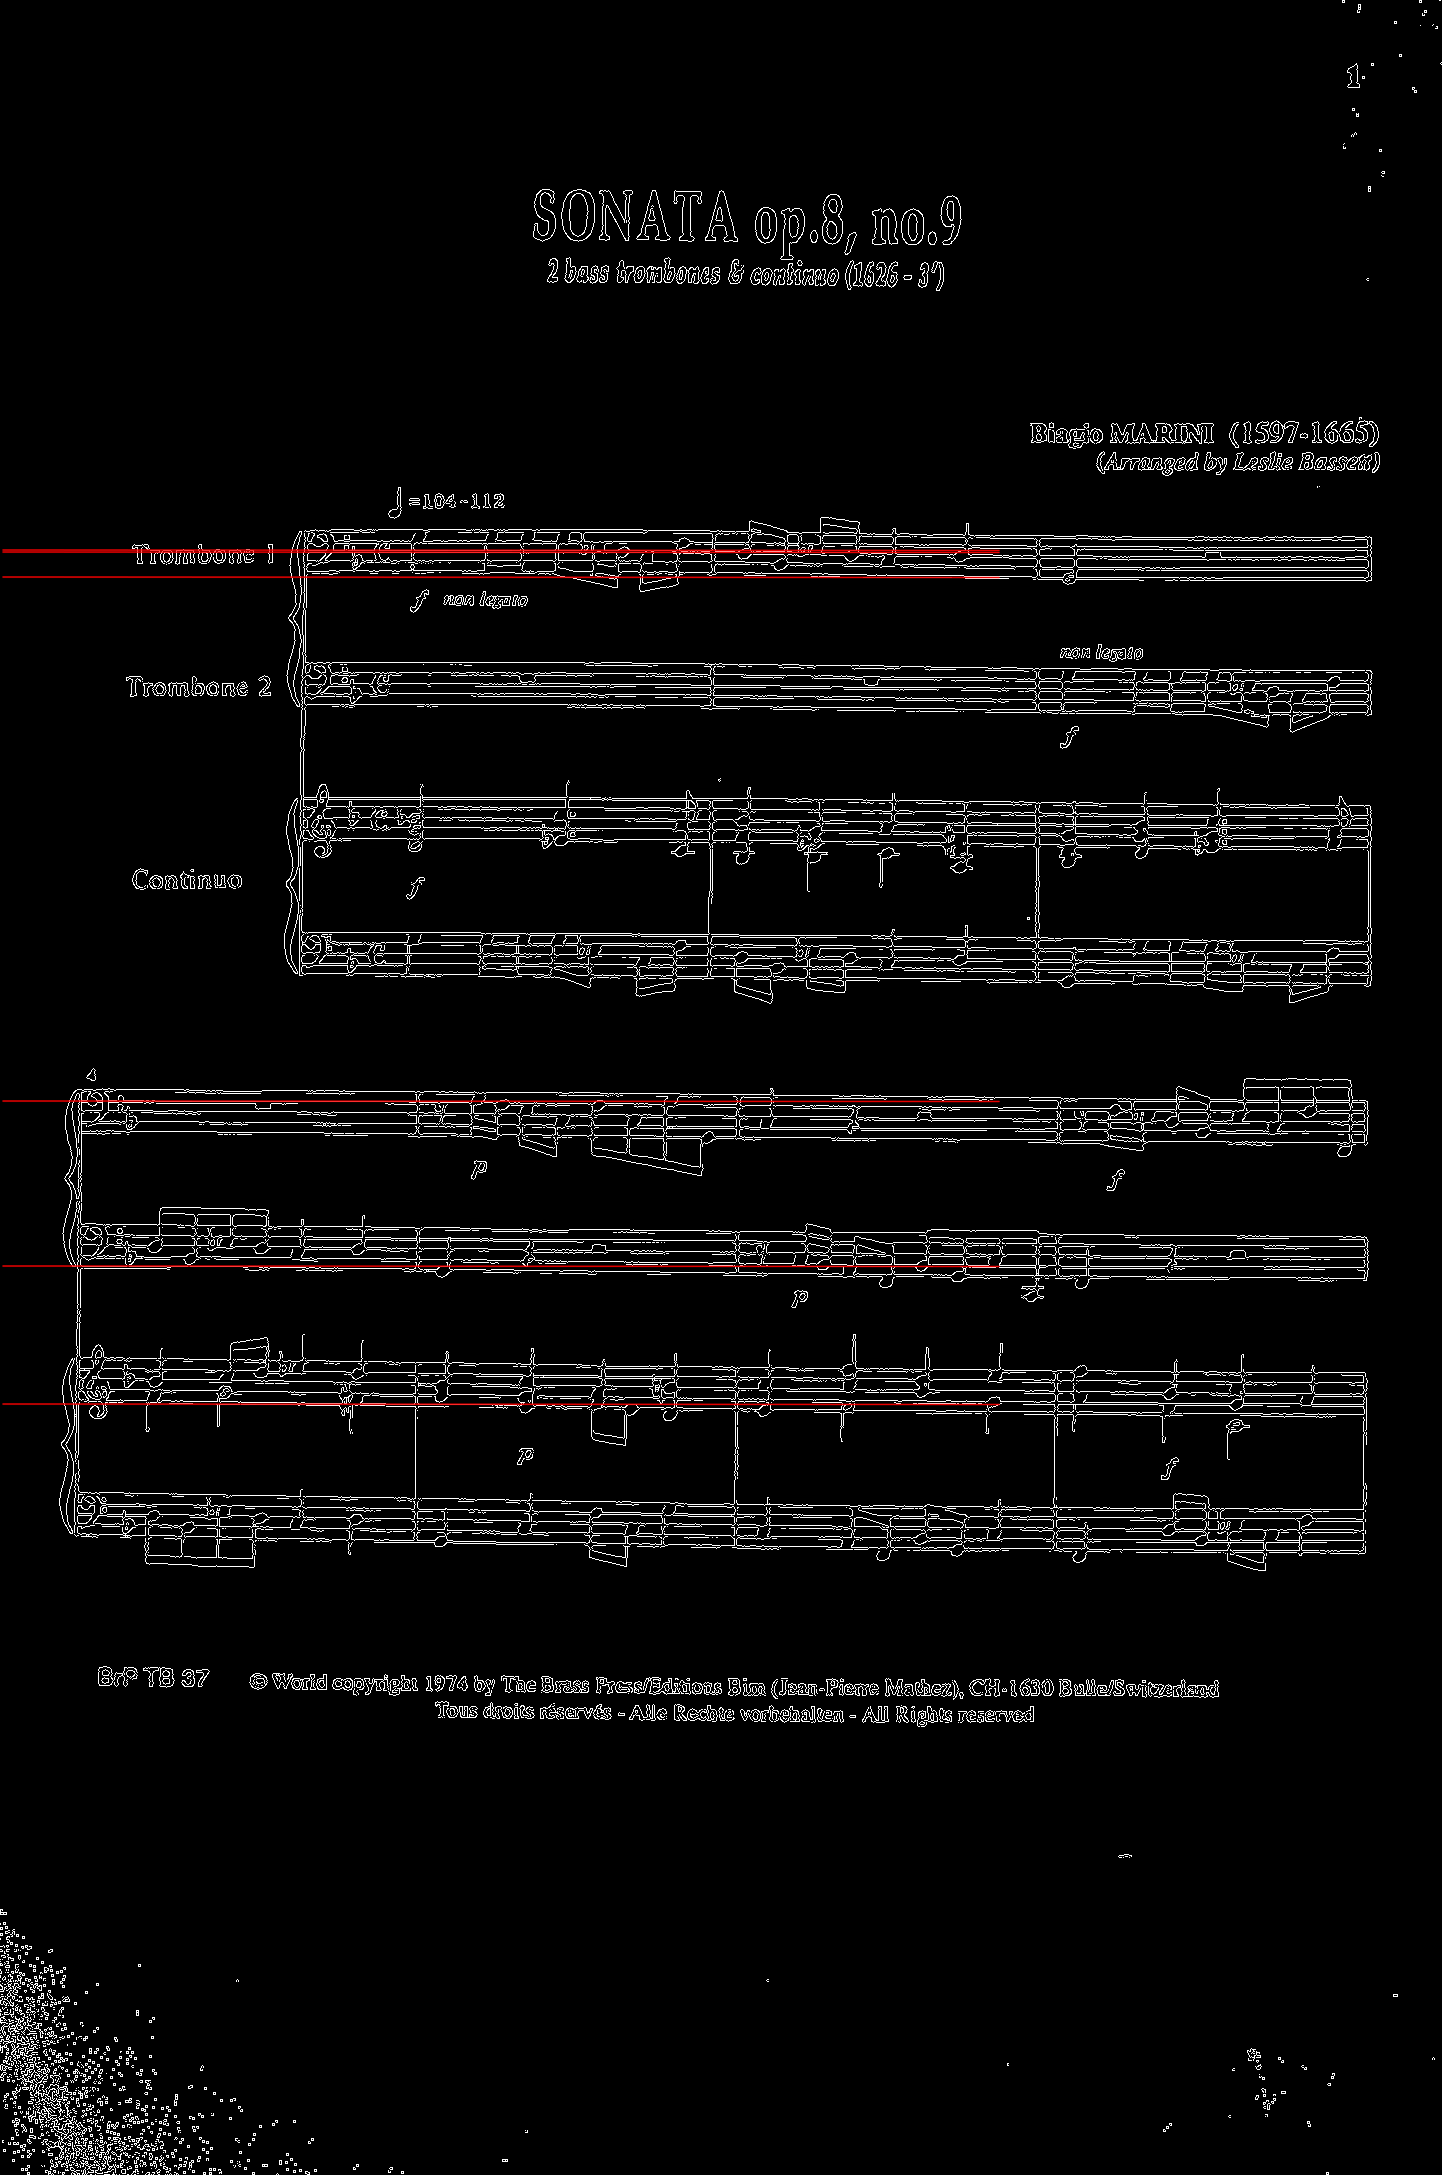 1
SONATA op.8, no.9
2 bass trombones & continuo (1626 - 3')
Biagio MARINI (1597-1665)
(Arranged by Leslie Bassett)
=104-112
Trombone 1
f non legato
non legato
Trombone 2
f
Continuo
f
4
p
f
p
p
f
BrP TB 37
© World copyright 1974 by The Brass Press/Editions Bim (Jean-Pierre Mathez), CH-1630 Bulle/Switzerland
Tous droits réservés - Alle Rechte vorbehalten - All Rights reserved